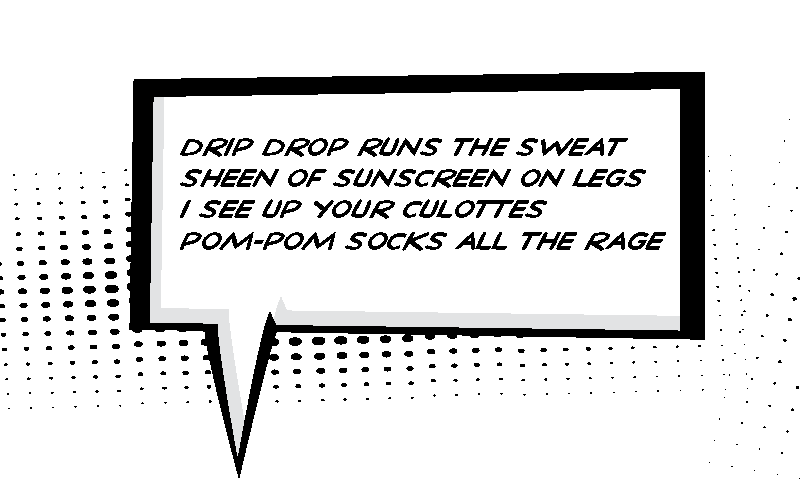 DRIP DROP RUNS THE SWEAT
SHEEN OF SUNSCREEN ON LEGS
I SEE UP YOUR CULOTTES
POM-POM SOCKS ALL THE RAGE